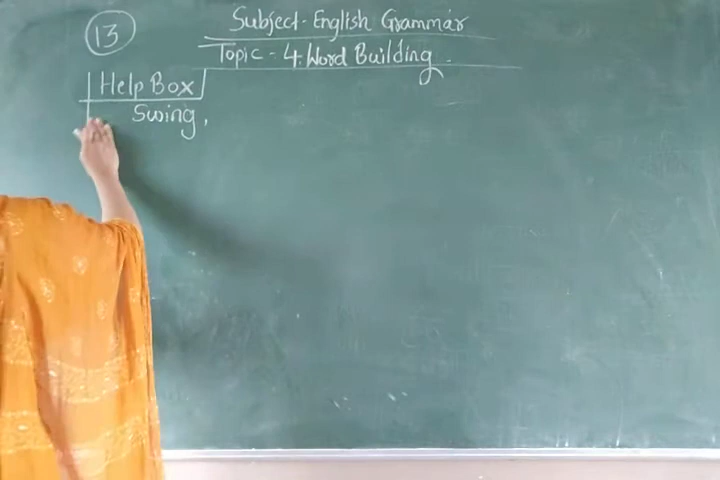 13
Subject - English Grammar
Topic - 4. Word Building.
Help Box
Swing,